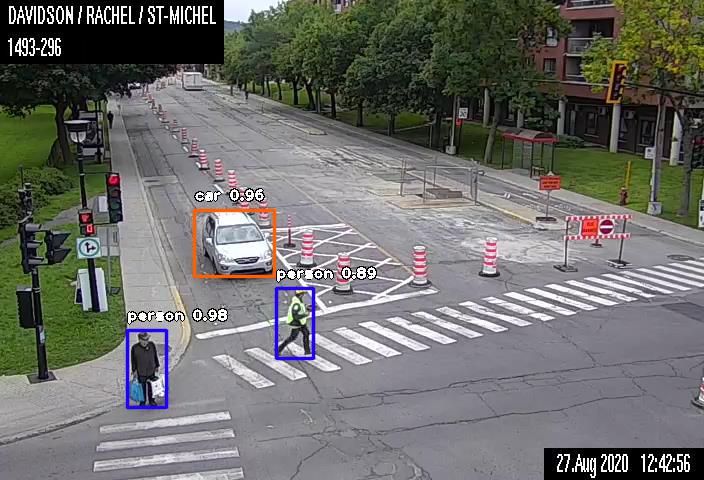 DAVIDSON / RACHEL / ST-MICHEL
1493-296
car 0.96
person 0.89
person 0.98
27.Aug 2020 12:42:56